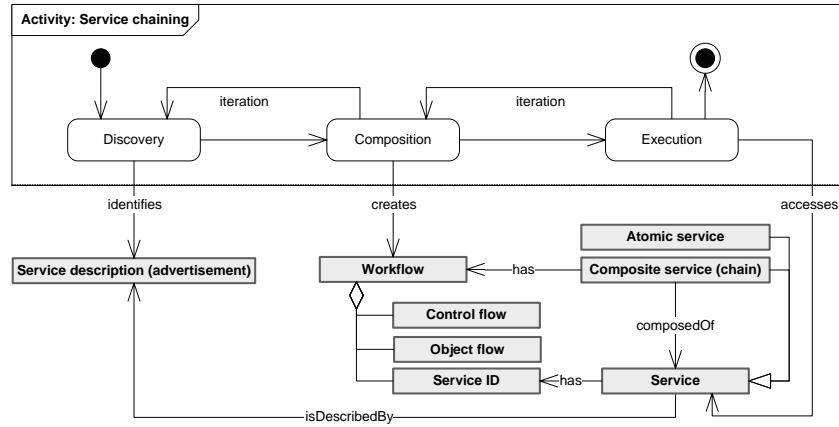 Activity: Service chaining
iteration
iteration
Discovery
Composition
Execution
identifies
creates
accesses
Atomic service
Service description (advertisement)
Workflow
has
Composite service (chain)
Control flow
composedOf
Object flow
Service ID
has
Service
isDescribedBy